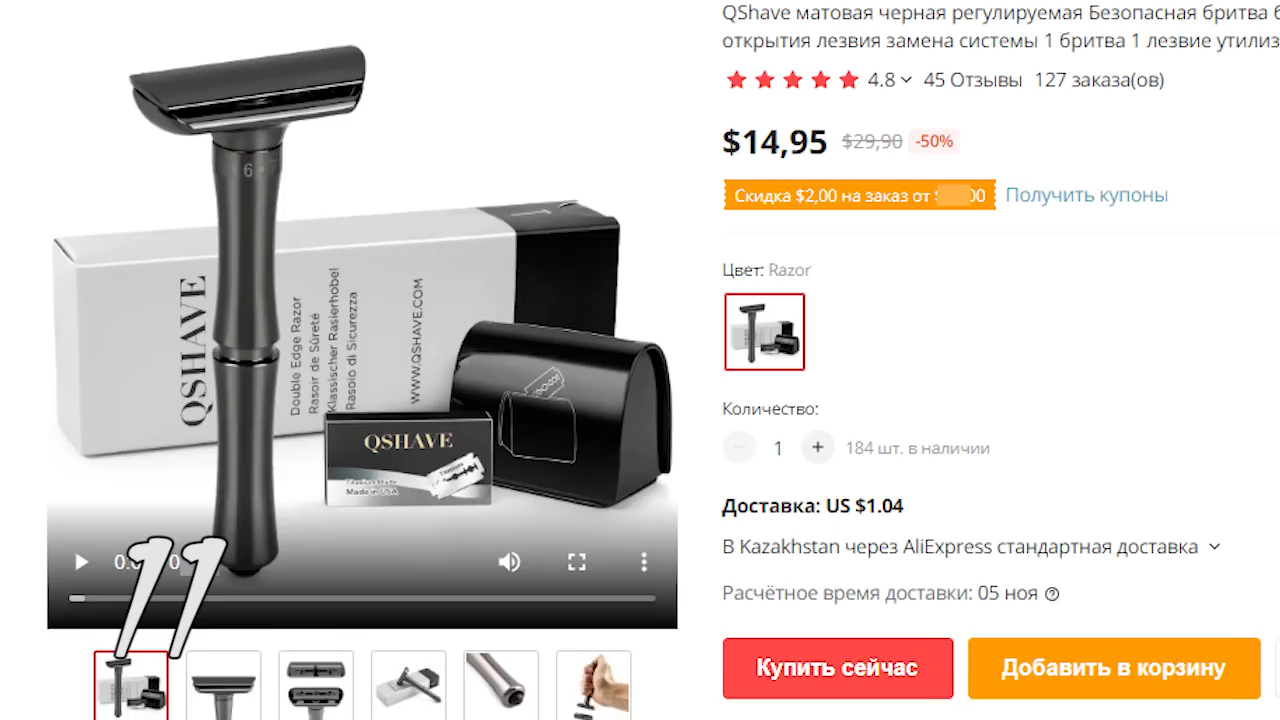 QShave матовая черная регулируемая Безопасная бритва
открытия лезвия замена системы 1 бритва 1 лезвие утилиз
4.8
45 Отзывы
127 заказа(ов)
$14,95
$29,90
-50%
Скидка $2,00 на заказ от
Получить купоны
Цвет: Razor
Количество:
1
184 шт. в наличии
Доставка: US $1.04
В Kazakhstan через AliExpress стандартная доставка
Расчётное время доставки: 05 ноя
Купить сейчас
Добавить в корзину
6
QSHAVE
Double Edge Razor
Rasoir de Sûreté
Klassischer Rasierhobel
Rasoio di Sicurezza
WWW.QSHAVE.COM
QSHAVE
Titanium
Titanium Blade
Made in USA
11